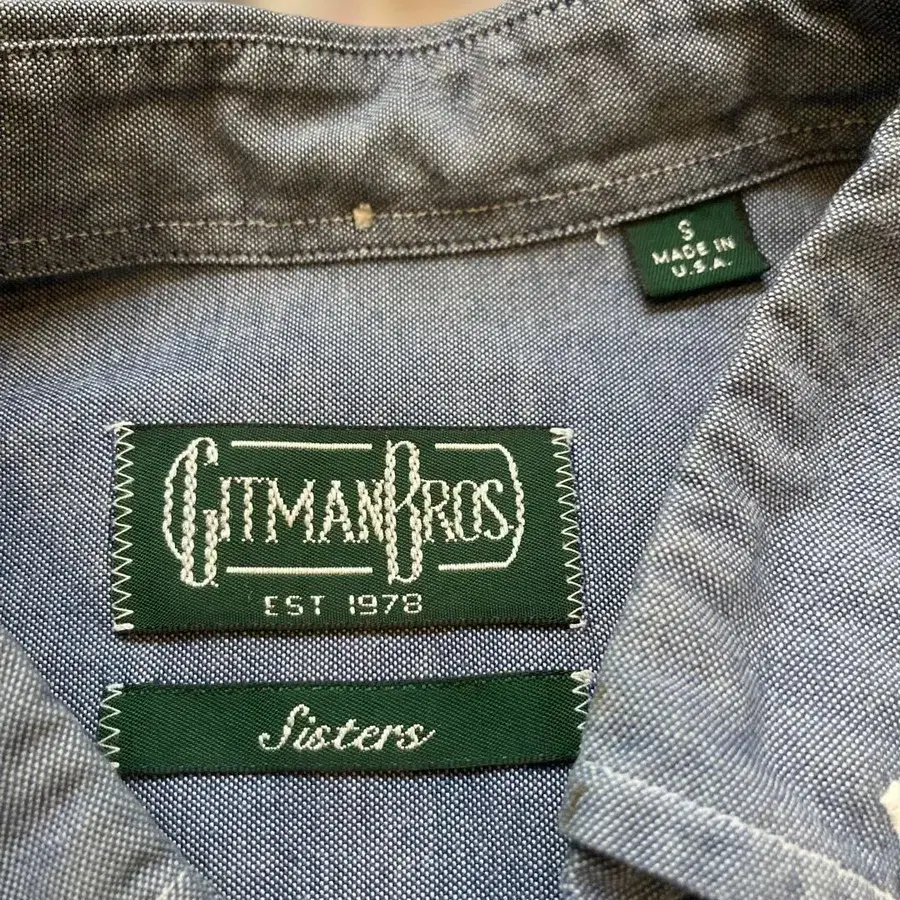 S
MADE IN
U.S.A.
GITMAN BROS.
EST 1978
Sisters